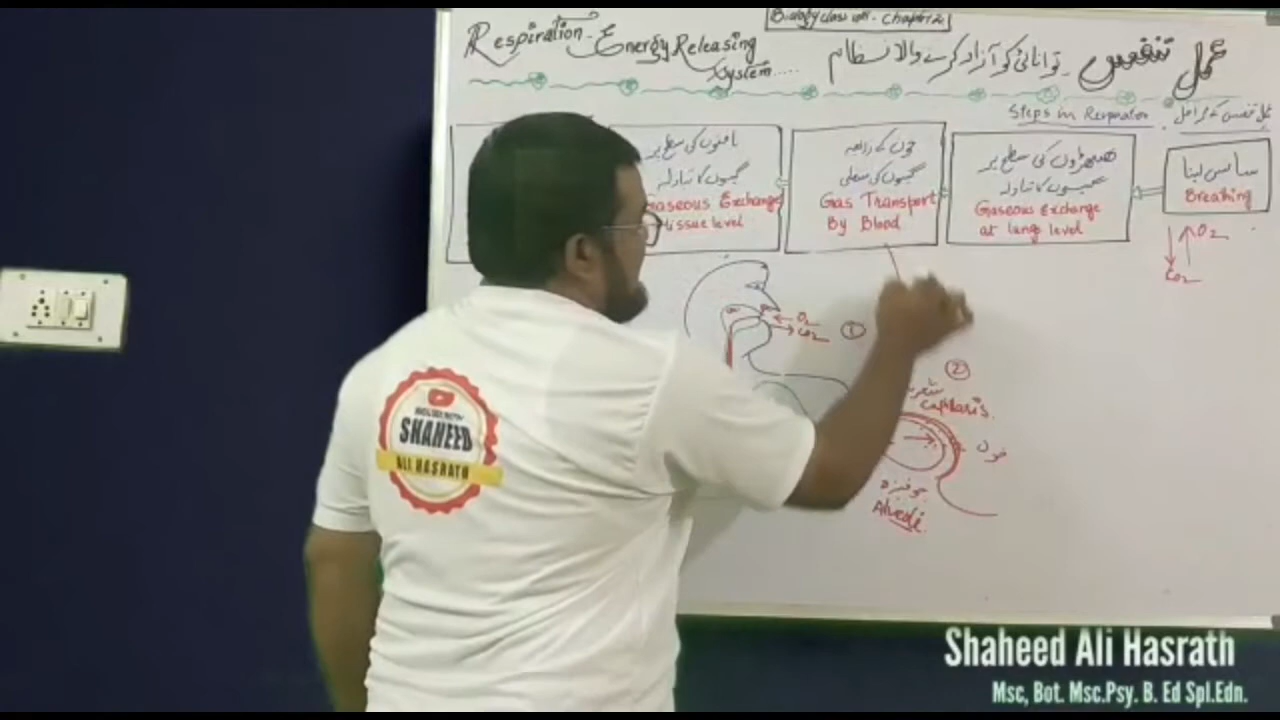 Biology class - Chapter 2
Respiration - Energy Releasing
System.....
عمل تنفس - توانائی کو آزاد کرنے والا نظام
Steps in Respiration عمل تنفس کے مراحل
سانس لینا
Breathing
O2
CO2
پھیپھڑوں کی سطح پر
گیسوں کا تبادلہ
Gaseous Exchange
at lung level
خون کے ذریعہ
گیسوں کی منتقلی
Gas Transport
By Blood
بافتوں کی سطح پر
گیسوں کا تبادلہ
Gaseous Exchange
tissue level
O2
CO2
1
2
Capillaries.
خون
جوفیزہ
Alveoli
SHAHEED
ALI HASRATH
Shaheed Ali Hasrath
Msc, Bot. Msc.Psy. B. Ed Spl.Edn.